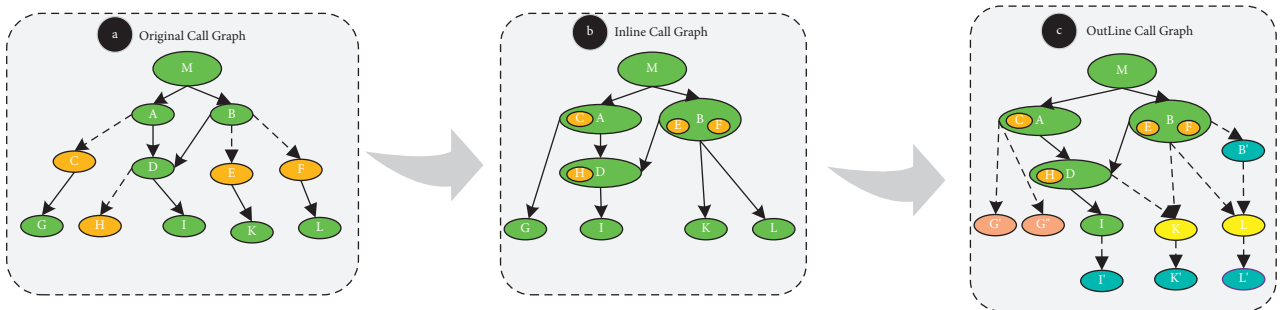 a Original Call Graph
M
A B
C D E F
G H I K L
b Inline Call Graph
M
C A B
E F
H D
G I K L
c OutLine Call Graph
M
C A B
E F
B'
H D
G' G'' I K L
I' K' L'